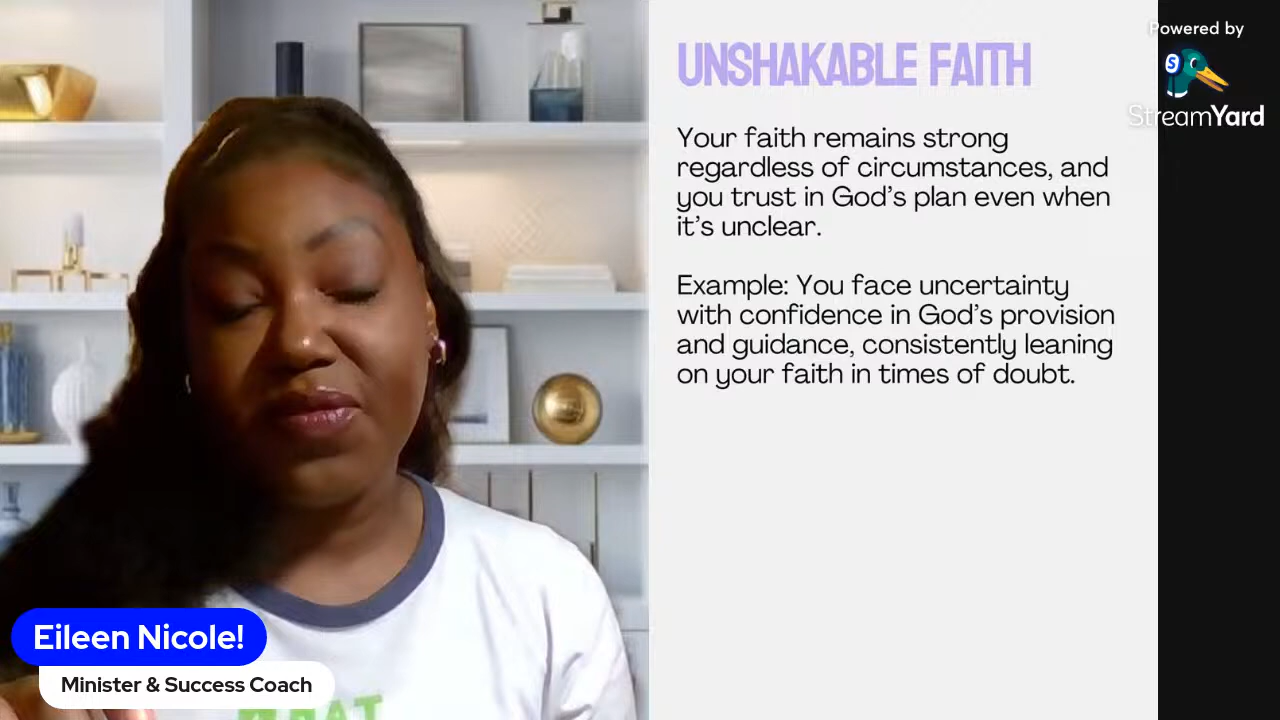 UNSHAKABLE FAITH
Your faith remains strong
regardless of circumstances, and
you trust in God's plan even when
it's unclear.
Example: You face uncertainty
with confidence in God's provision
and guidance, consistently leaning
on your faith in times of doubt.
Powered by
S
StreamYard
Eileen Nicole!
Minister & Success Coach